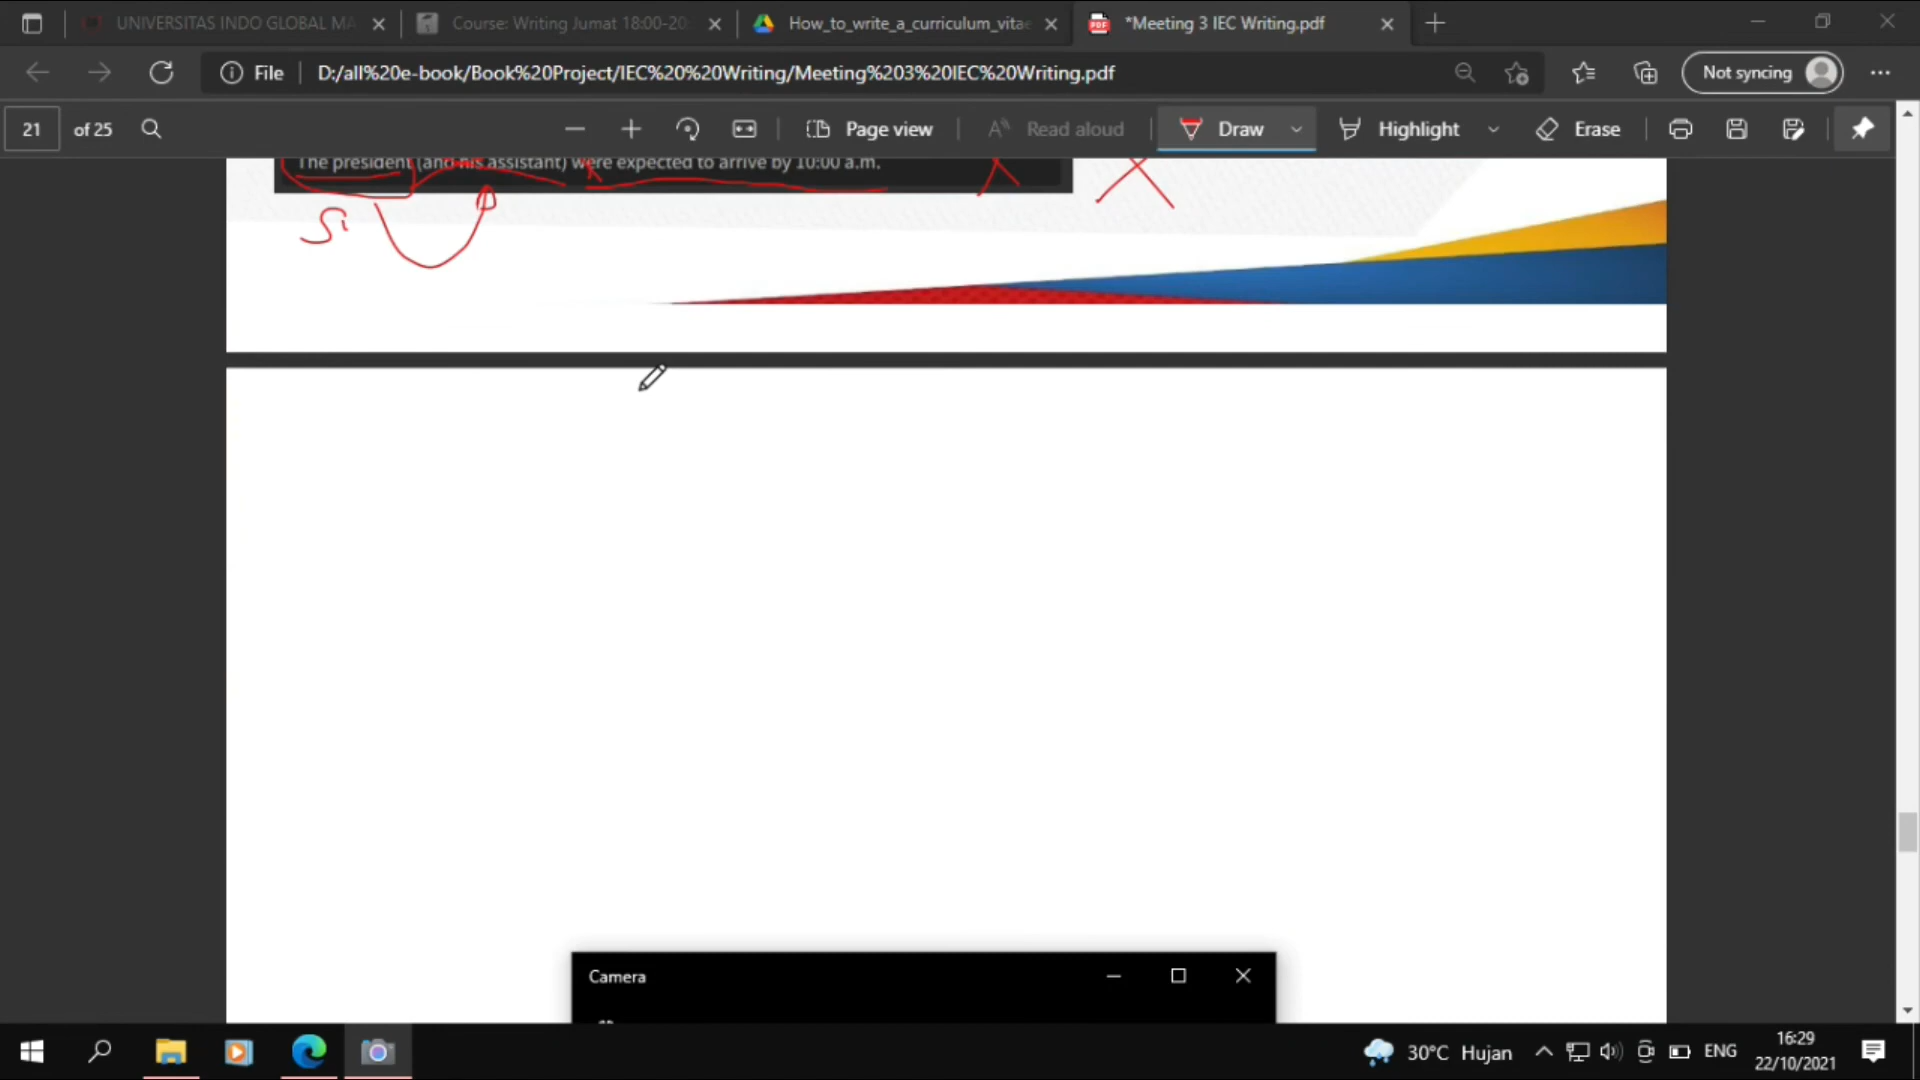 UNIVERSITAS INDO GLOBAL MA
Course: Writing Jumat 18:00-20
How_to_write_a_curriculum_vitae
*Meeting 3 IEC Writing.pdf
File
D:/all%20e-book/Book%20Project/IEC%20%20Writing/Meeting%203%20IEC%20Writing.pdf
Not syncing
21
of 25
Page view
Read aloud
Draw
Highlight
Erase
The president (and his assistant) were expected to arrive by 10:00 a.m.
Camera
30°C Hujan
ENG
16:29
22/10/2021